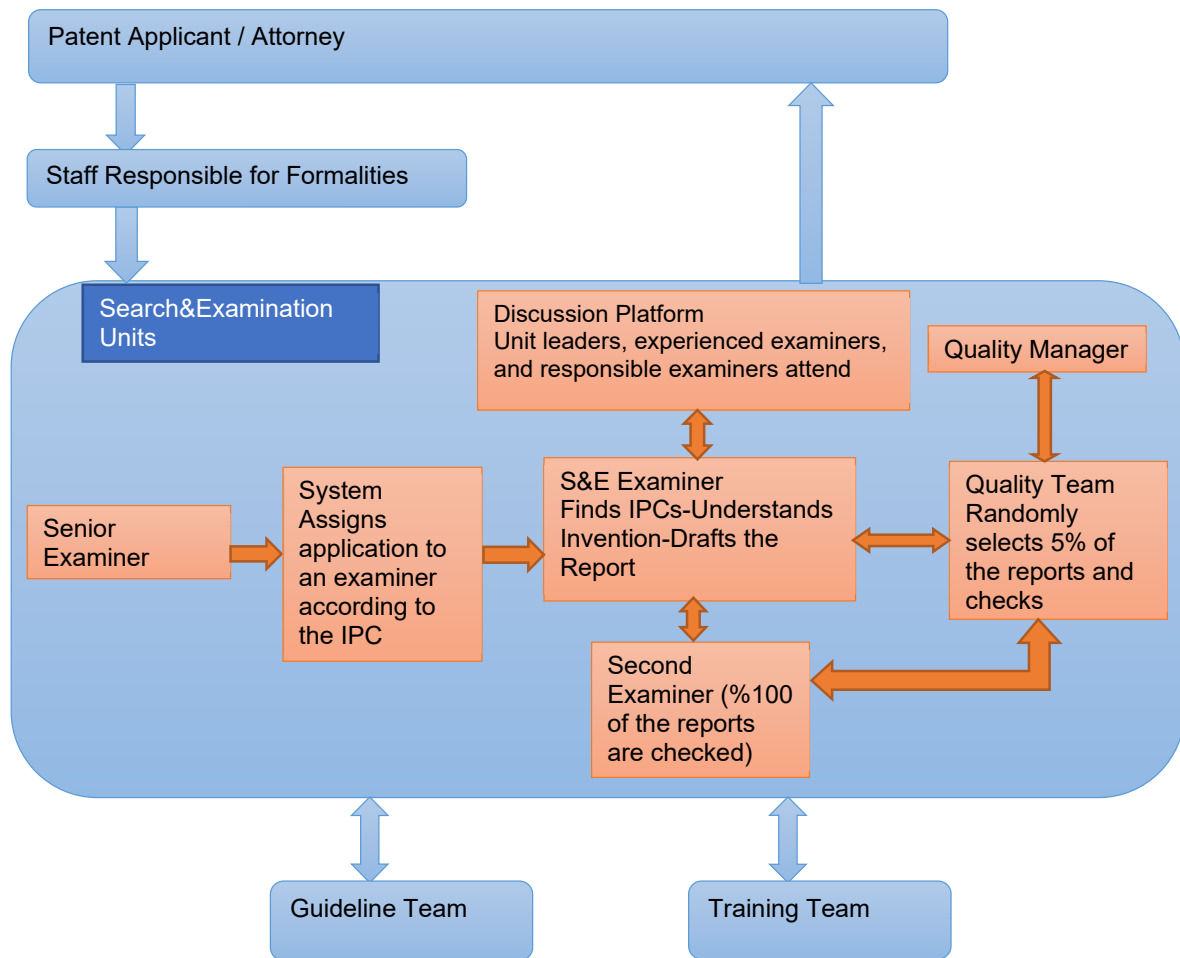 Patent Applicant / Attorney
Staff Responsible for Formalities
Search&Examination
Units
Discussion Platform
Unit leaders, experienced examiners,
and responsible examiners attend
Quality Manager
Senior
Examiner
System
Assigns
application to
an examiner
according to
the IPC
S&E Examiner
Finds IPCs-Understands
Invention-Drafts the
Report
Quality Team
Randomly
selects 5% of
the reports and
checks
Second
Examiner (%100
of the reports
are checked)
Guideline Team
Training Team